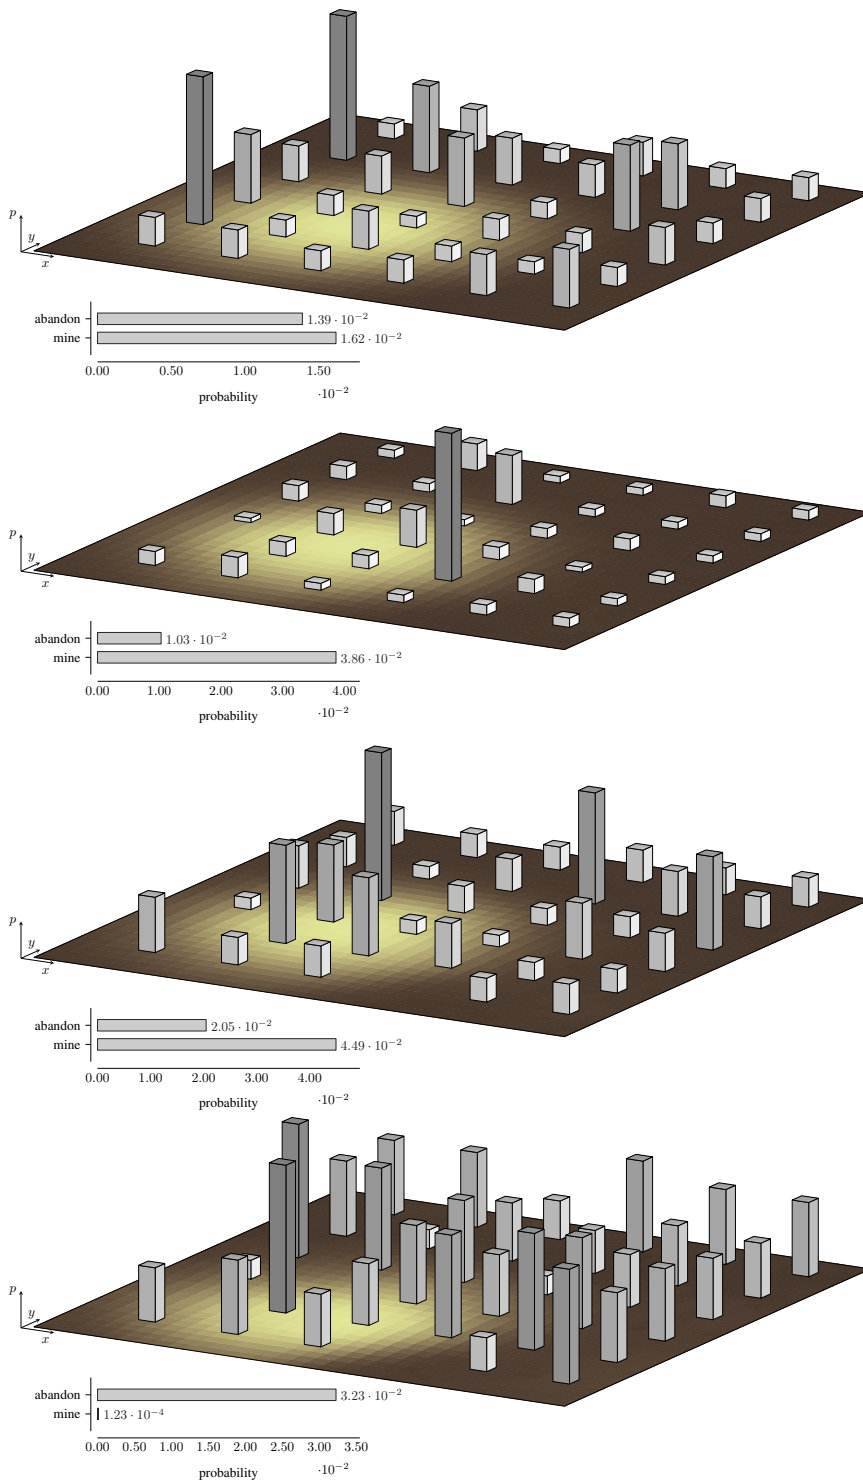 p
y
x
abandon 1.39 · 10⁻²
mine 1.62 · 10⁻²
0.00 0.50 1.00 1.50
probability ·10⁻²
p
y
x
abandon 1.03 · 10⁻²
mine 3.86 · 10⁻²
0.00 1.00 2.00 3.00 4.00
probability ·10⁻²
p
y
x
abandon 2.05 · 10⁻²
mine 4.49 · 10⁻²
0.00 1.00 2.00 3.00 4.00
probability ·10⁻²
p
y
x
abandon 3.23 · 10⁻²
mine 1.23 · 10⁻⁴
0.00 0.50 1.00 1.50 2.00 2.50 3.00 3.50
probability ·10⁻²